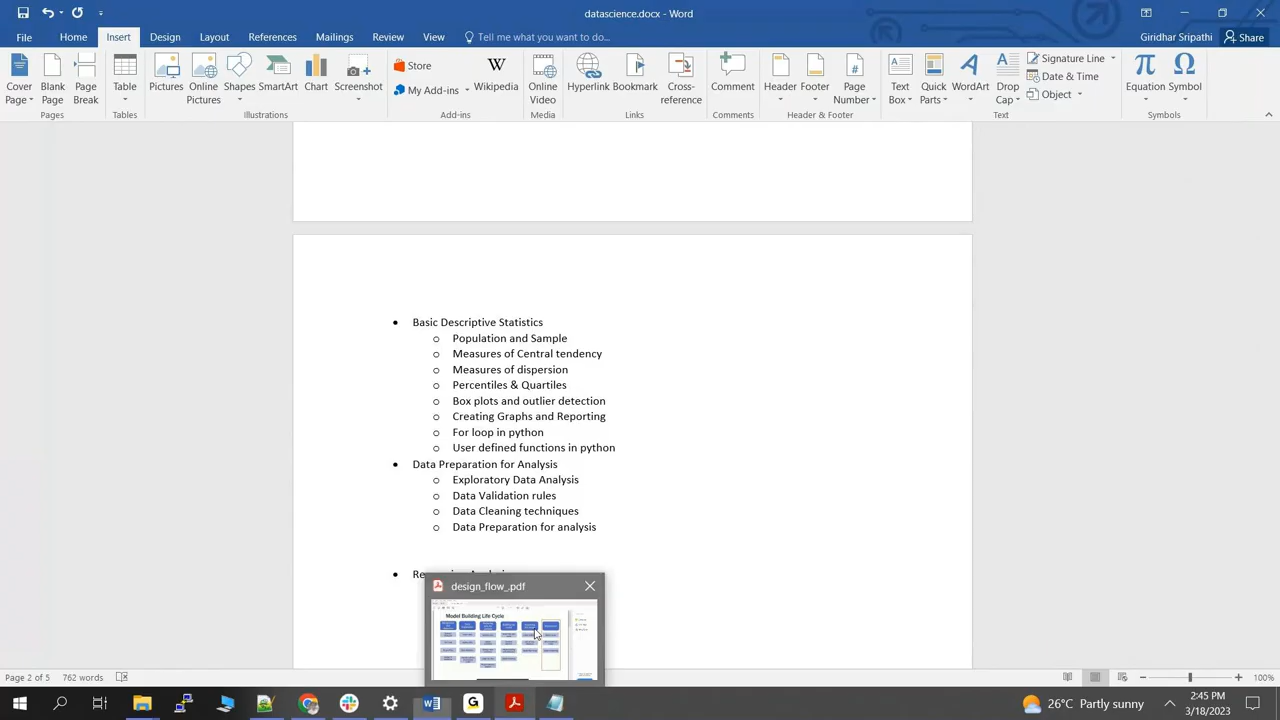 datascience.docx - Word
Giridhar Sripathi
Share
File
Home
Insert
Design
Layout
References
Mailings
Review
View
Tell me what you want to do...
Cover Page
Blank Page
Page Break
Table
Pictures
Online Pictures
Shapes
SmartArt
Chart
Screenshot
Store
My Add-ins
Wikipedia
Online Video
Hyperlink
Bookmark
Cross-reference
Comment
Header
Footer
Page Number
Text Box
Quick Parts
WordArt
Drop Cap
Signature Line
Date & Time
Object
Equation
Symbol
Pages
Tables
Illustrations
Add-ins
Media
Links
Comments
Header & Footer
Text
Symbols
• Basic Descriptive Statistics
o Population and Sample
o Measures of Central tendency
o Measures of dispersion
o Percentiles & Quartiles
o Box plots and outlier detection
o Creating Graphs and Reporting
o For loop in python
o User defined functions in python
• Data Preparation for Analysis
o Exploratory Data Analysis
o Data Validation rules
o Data Cleaning techniques
o Data Preparation for analysis
design_flow_.pdf
Model Building Life Cycle
Page 2 of 5
762 words
100%
26°C Partly sunny
2:45 PM
3/18/2023